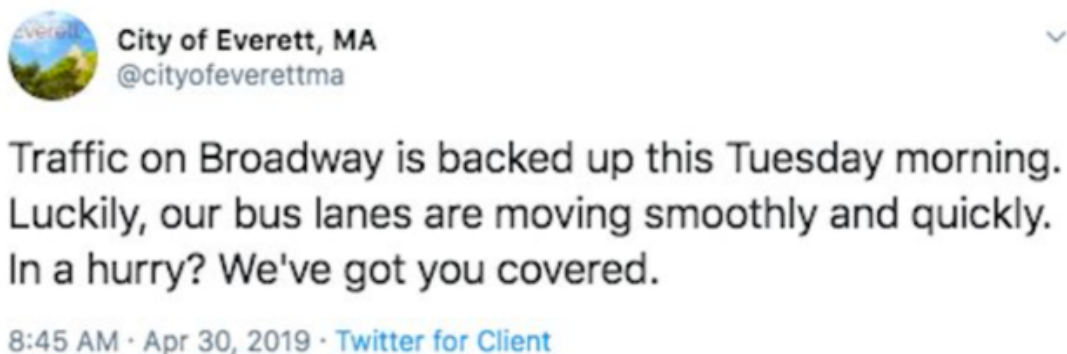 Everett
City of Everett, MA
@cityofeverettma
Traffic on Broadway is backed up this Tuesday morning.
Luckily, our bus lanes are moving smoothly and quickly.
In a hurry? We've got you covered.
8:45 AM · Apr 30, 2019 · Twitter for Client